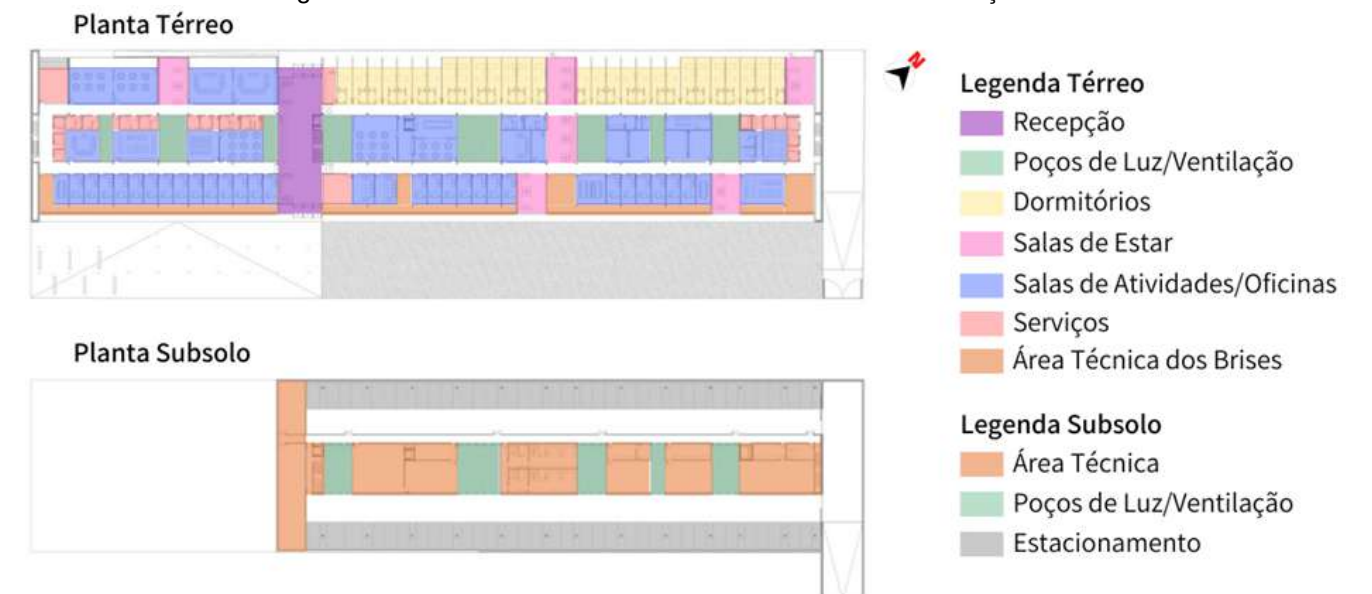 Planta Térreo
N
Legenda Térreo
Recepção
Poços de Luz/Ventilação
Dormitórios
Salas de Estar
Salas de Atividades/Oficinas
Serviços
Área Técnica dos Brises
Planta Subsolo
Legenda Subsolo
Área Técnica
Poços de Luz/Ventilação
Estacionamento